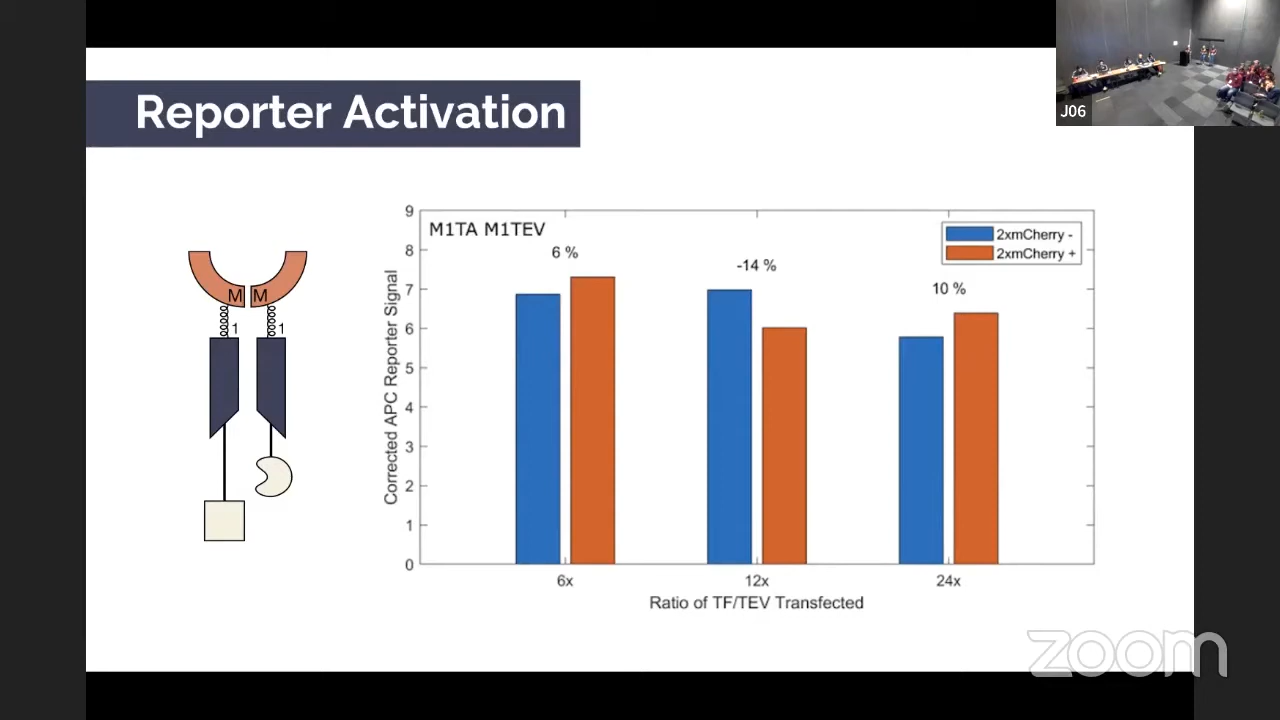 Reporter Activation
J06
M1TA M1TEV
2xmCherry -
2xmCherry +
6 %
-14 %
10 %
Corrected APC Reporter Signal
9
8
7
6
5
4
3
2
1
0
6x
12x
24x
Ratio of TF/TEV Transfected
M
M
1
1
zoom